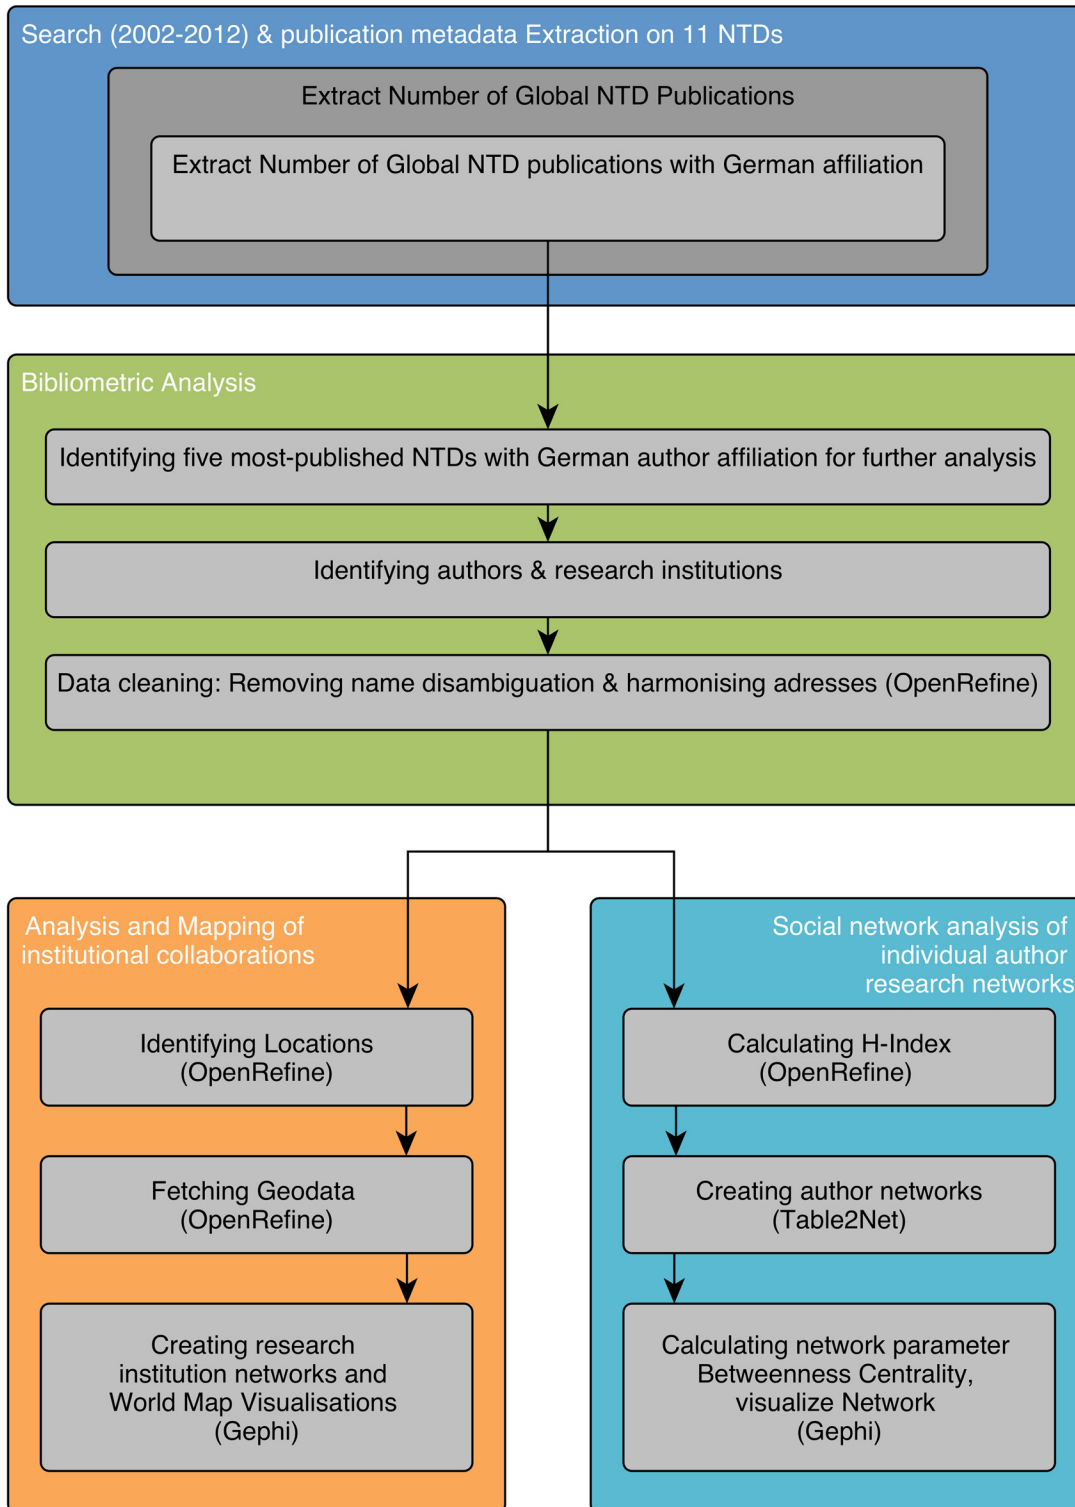 Search (2002-2012) & publication metadata Extraction on 11 NTDs
Extract Number of Global NTD Publications
Extract Number of Global NTD publications with German affiliation
Bibliometric Analysis
Identifying five most-published NTDs with German author affiliation for further analysis
Identifying authors & research institutions
Data cleaning: Removing name disambiguation & harmonising adresses (OpenRefine)
Analysis and Mapping of
institutional collaborations
Identifying Locations
(OpenRefine)
Fetching Geodata
(OpenRefine)
Creating research
institution networks and
World Map Visualisations
(Gephi)
Social network analysis of
individual author
research networks
Calculating H-Index
(OpenRefine)
Creating author networks
(Table2Net)
Calculating network parameter
Betweenness Centrality,
visualize Network
(Gephi)